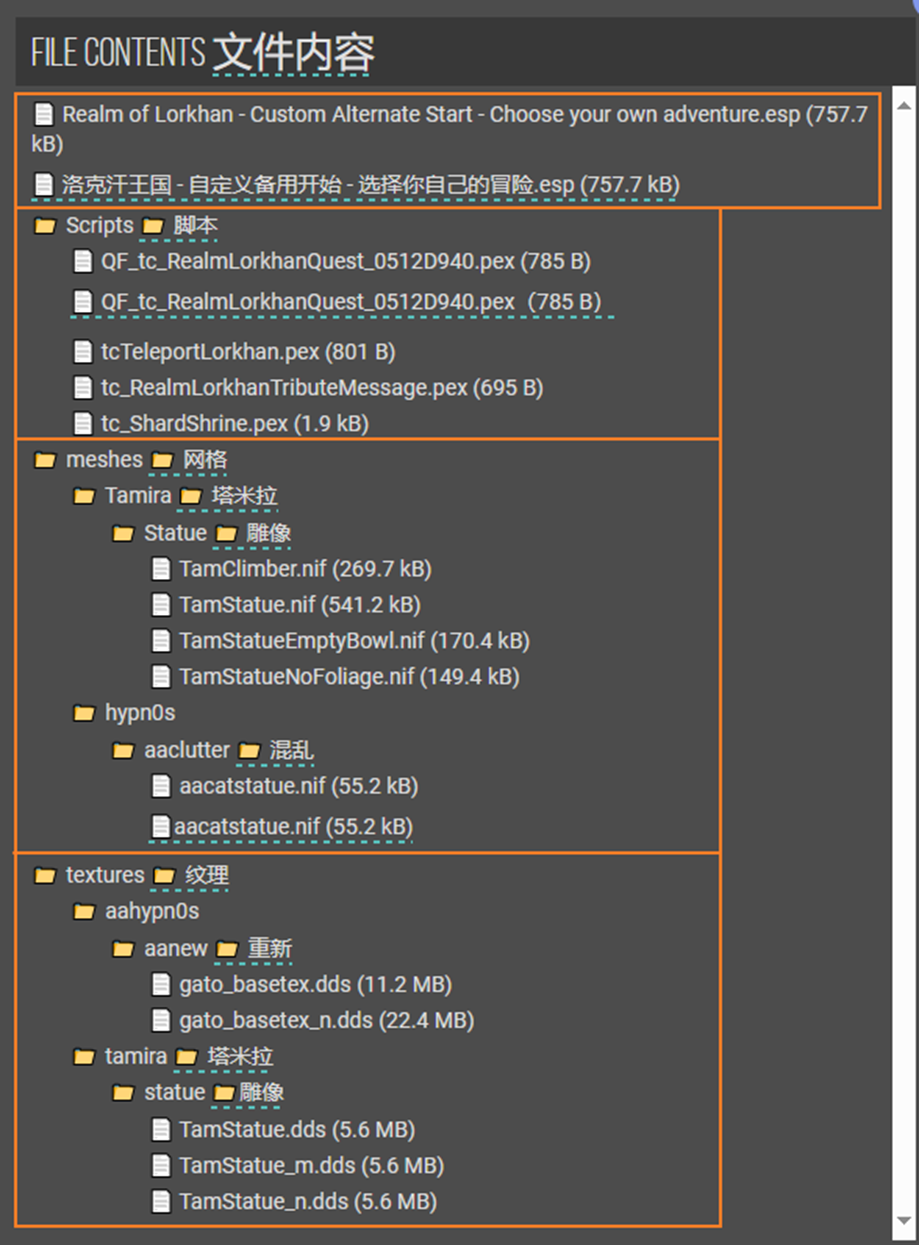 FILE CONTENTS 文件内容
Realm of Lorkhan - Custom Alternate Start - Choose your own adventure.esp (757.7
kB)
洛克汗王国 - 自定义备用开始 - 选择你自己的冒险.esp (757.7 kB)
Scripts 脚本
QF_tc_RealmLorkhanQuest_0512D940.pex (785 B)
QF_tc_RealmLorkhanQuest_0512D940.pex（785 B）
tcTeleportLorkhan.pex (801 B)
tc_RealmLorkhanTributeMessage.pex (695 B)
tc_ShardShrine.pex (1.9 kB)
meshes 网格
Tamira 塔米拉
Statue 雕像
TamClimber.nif (269.7 kB)
TamStatue.nif (541.2 kB)
TamStatueEmptyBowl.nif (170.4 kB)
TamStatueNoFoliage.nif (149.4 kB)
hypn0s
aaclutter 混乱
aacatstatue.nif (55.2 kB)
aacatstatue.nif (55.2 kB)
textures 纹理
aahypn0s
aanew 重新
gato_basetex.dds (11.2 MB)
gato_basetex_n.dds (22.4 MB)
tamira 塔米拉
statue 雕像
TamStatue.dds (5.6 MB)
TamStatue_m.dds (5.6 MB)
TamStatue_n.dds (5.6 MB)